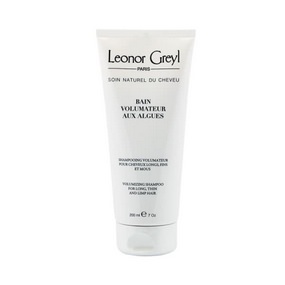 Leonor Greyl
PARIS
SOIN NATUREL DU CHEVEU
BAIN
VOLUMATEUR
AUX ALGUES
SHAMPOOING VOLUMATEUR
POUR CHEVEUX LONGS, FINS
ET MOUS
VOLUMIZING SHAMPOO
FOR LONG, THIN
AND LIMP HAIR
200 ml ℮ 7 Oz